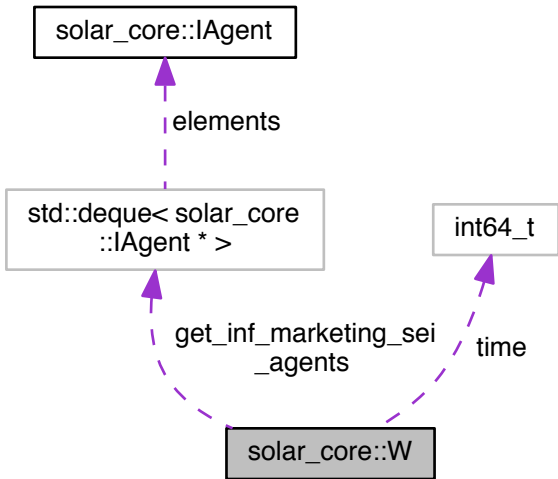 solar_core::IAgent
elements
std::deque< solar_core
::IAgent * >
int64_t
get_inf_marketing_sei
_agents
time
solar_core::W